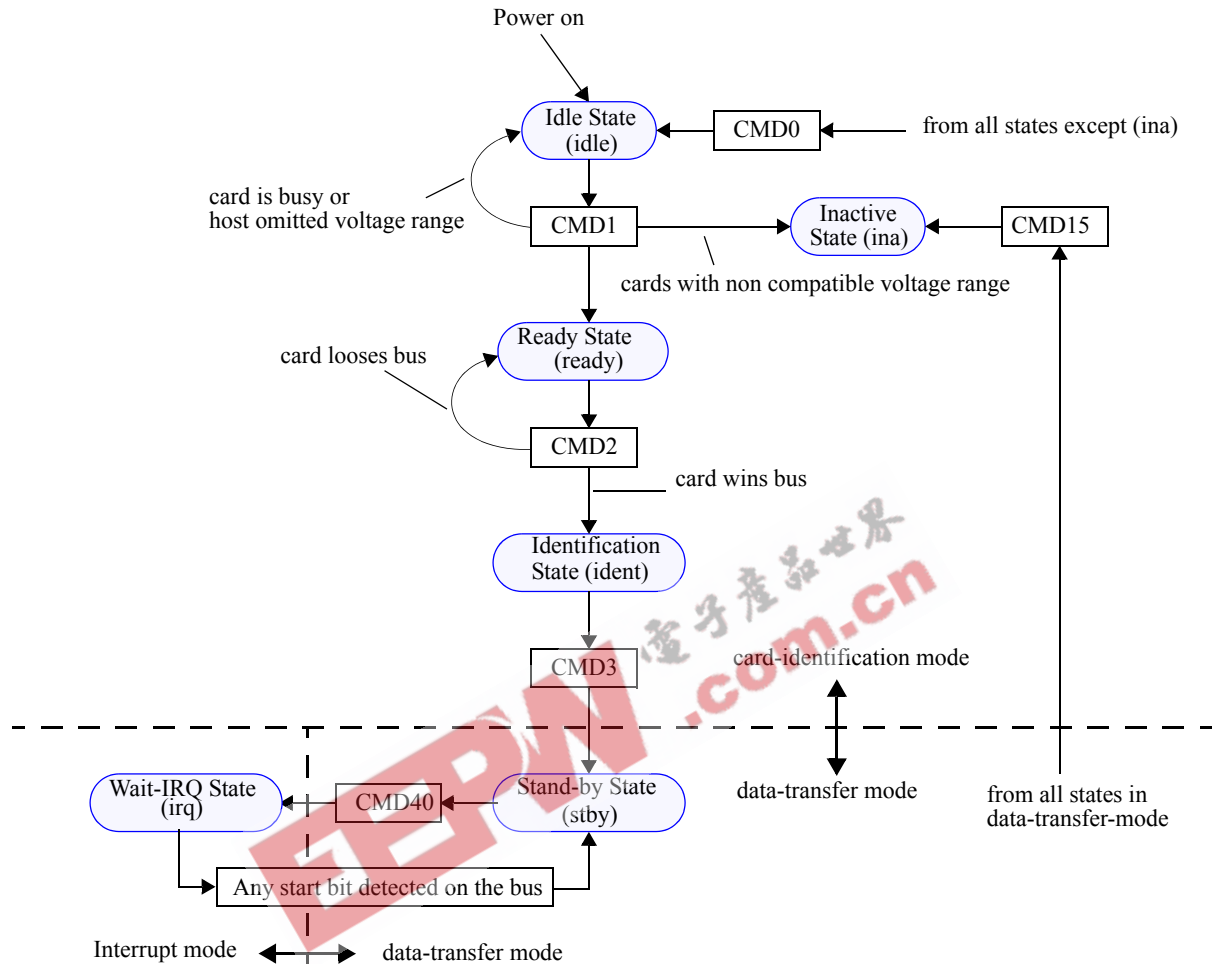 Power on
Idle State
(idle)
CMD0
from all states except (ina)
card is busy or
host omitted voltage range
CMD1
Inactive
State (ina)
CMD15
cards with non compatible voltage range
Ready State
(ready)
card looses bus
CMD2
card wins bus
Identification
State (ident)
CMD3
電子產品世界
.com.cn
EEPW
card-identification mode
Wait-IRQ State
(irq)
CMD40
Stand-by State
(stby)
data-transfer mode
from all states in
data-transfer-mode
Any start bit detected on the bus
Interrupt mode
data-transfer mode